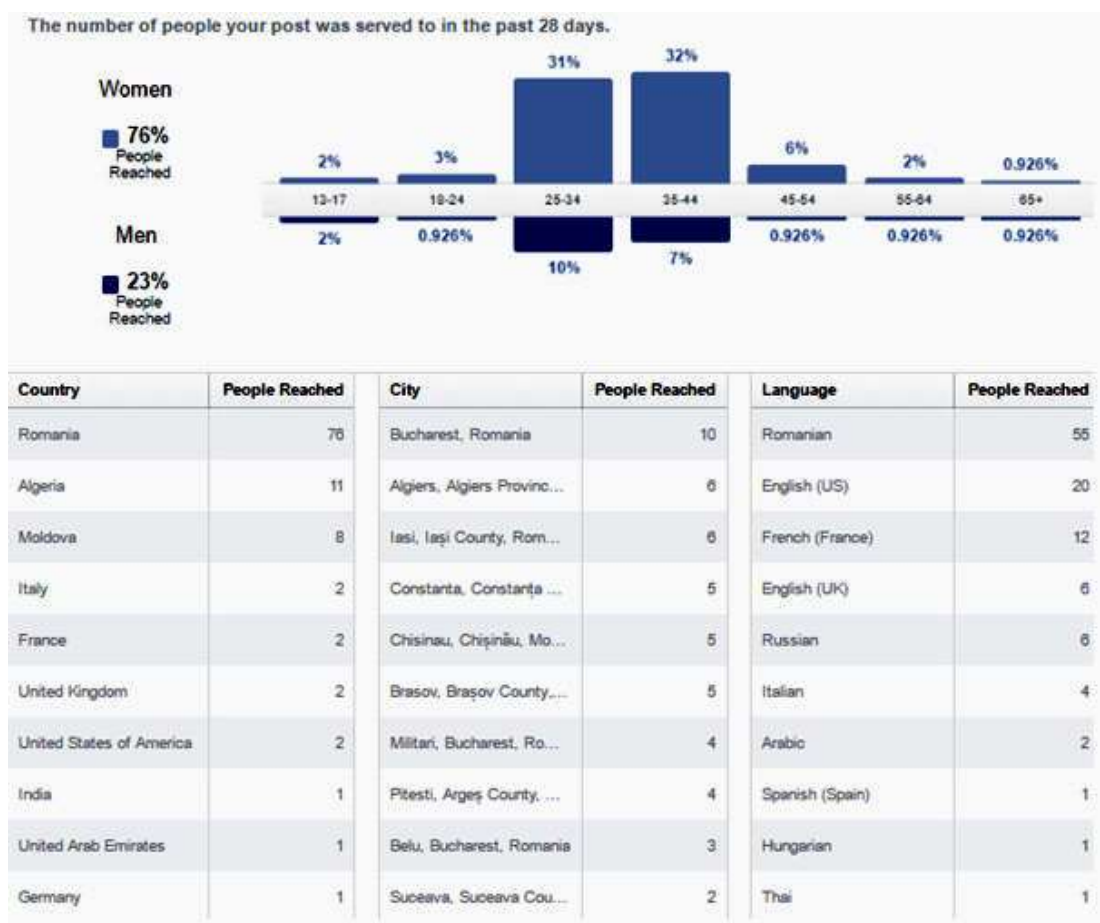 The number of people your post was served to in the past 28 days.
31% 32%
Women
76%
People
Reached
2% 3% 6% 2% 0.926%
13-17 18-24 25-34 35-44 45-54 55-64 65+
Men
2% 0.926% 10% 7% 0.926% 0.926% 0.926%
23%
People
Reached
Country People Reached City People Reached Language People Reached
Romania 76 Bucharest, Romania 10 Romanian 55
Algeria 11 Algiers, Algiers Provinc... 6 English (US) 20
Moldova 8 Iasi, Iași County, Rom... 6 French (France) 12
Italy 2 Constanta, Constanța ... 5 English (UK) 6
France 2 Chisinau, Chișinău, Mo... 5 Russian 6
United Kingdom 2 Brasov, Brașov County,... 5 Italian 4
United States of America 2 Militari, Bucharest, Ro... 4 Arabic 2
India 1 Pitesti, Argeș County, ... 4 Spanish (Spain) 1
United Arab Emirates 1 Belu, Bucharest, Romania 3 Hungarian 1
Germany 1 Suceava, Suceava Cou... 2 Thai 1